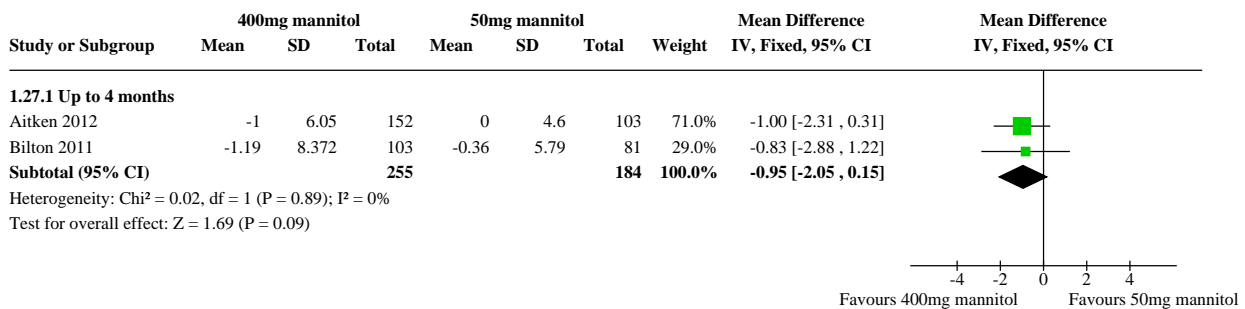 400mg mannitol 50mg mannitol Mean Difference Mean Difference
Study or Subgroup Mean SD Total Mean SD Total Weight IV, Fixed, 95% CI IV, Fixed, 95% CI
1.27.1 Up to 4 months
Aitken 2012 -1 6.05 152 0 4.6 103 71.0% -1.00 [-2.31 , 0.31]
Bilton 2011 -1.19 8.372 103 -0.36 5.79 81 29.0% -0.83 [-2.88 , 1.22]
Subtotal (95% CI) 255 184 100.0% -0.95 [-2.05 , 0.15]
Heterogeneity: Chi² = 0.02, df = 1 (P = 0.89); I² = 0%
Test for overall effect: Z = 1.69 (P = 0.09)
-4 -2 0 2 4
Favours 400mg mannitol Favours 50mg mannitol